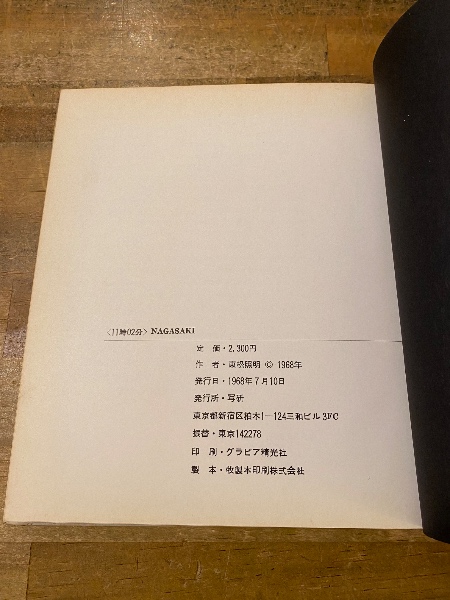 〈11時02分〉NAGASAKI
定　価・2,300円
作　者・東松照明 © 1968年
発行日・1968年7月10日
発行所・写研
東京都新宿区柏木1-124三和ビル3FC
振替・東京142278
印　刷・グラビア精光社
製　本・牧製本印刷株式会社